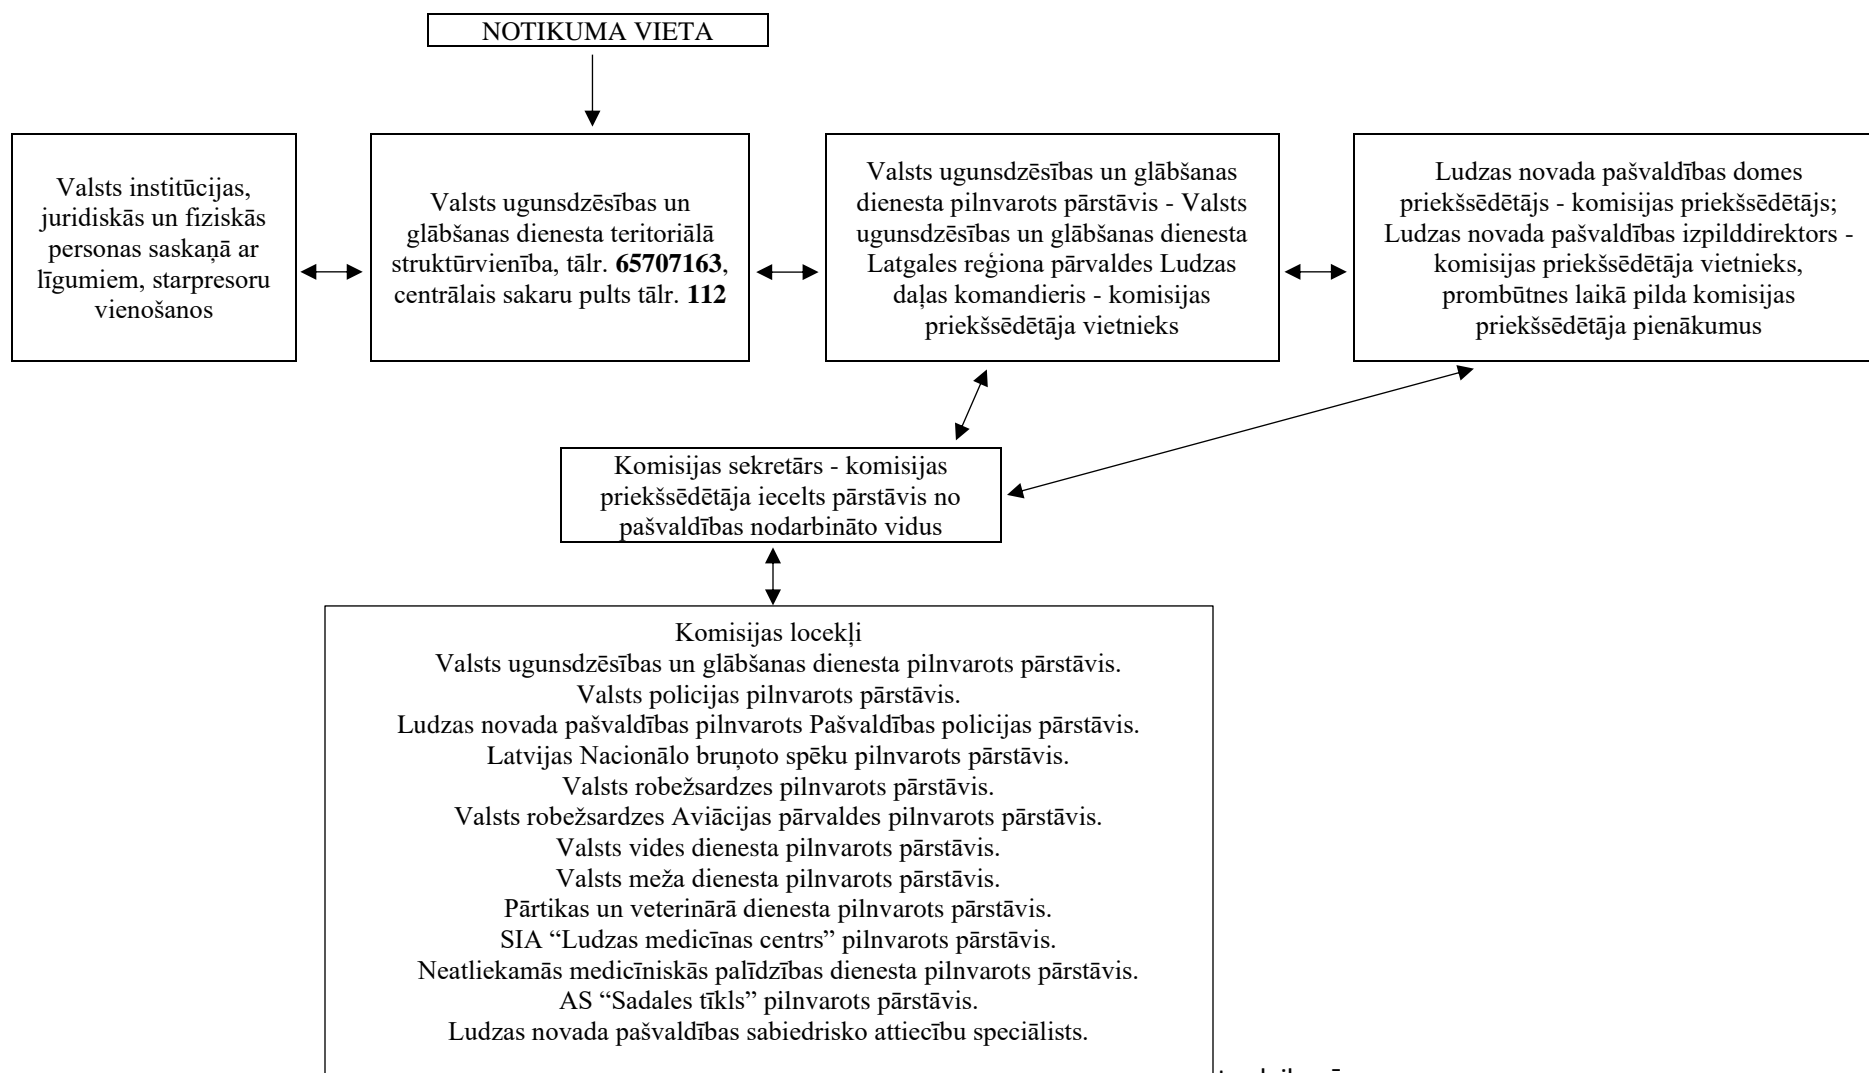 NOTIKUMA VIETA
Valsts institūcijas,
juridiskās un fiziskās
personas saskaņā ar
līgumiem, starpresoru
vienošanos
Valsts ugunsdzēsības un
glābšanas dienesta teritoriālā
struktūrvienība, tālr. 65707163,
centrālais sakaru pults tālr. 112
Valsts ugunsdzēsības un glābšanas
dienesta pilnvarots pārstāvis - Valsts
ugunsdzēsības un glābšanas dienesta
Latgales reģiona pārvaldes Ludzas
daļas komandieris - komisijas
priekšsēdētāja vietnieks
Ludzas novada pašvaldības domes
priekšsēdētājs - komisijas priekšsēdētājs;
Ludzas novada pašvaldības izpilddirektors -
komisijas priekšsēdētāja vietnieks,
prombūtnes laikā pilda komisijas
priekšsēdētāja pienākumus
Komisijas sekretārs - komisijas
priekšsēdētāja iecelts pārstāvis no
pašvaldības nodarbināto vidus
Komisijas locekļi
Valsts ugunsdzēsības un glābšanas dienesta pilnvarots pārstāvis.
Valsts policijas pilnvarots pārstāvis.
Ludzas novada pašvaldības pilnvarots Pašvaldības policijas pārstāvis.
Latvijas Nacionālo bruņoto spēku pilnvarots pārstāvis.
Valsts robežsardzes pilnvarots pārstāvis.
Valsts robežsardzes Aviācijas pārvaldes pilnvarots pārstāvis.
Valsts vides dienesta pilnvarots pārstāvis.
Valsts meža dienesta pilnvarots pārstāvis.
Pārtikas un veterinārā dienesta pilnvarots pārstāvis.
SIA “Ludzas medicīnas centrs” pilnvarots pārstāvis.
Neatliekamās medicīniskās palīdzības dienesta pilnvarots pārstāvis.
AS “Sadales tīkls” pilnvarots pārstāvis.
Ludzas novada pašvaldības sabiedrisko attiecību speciālists.